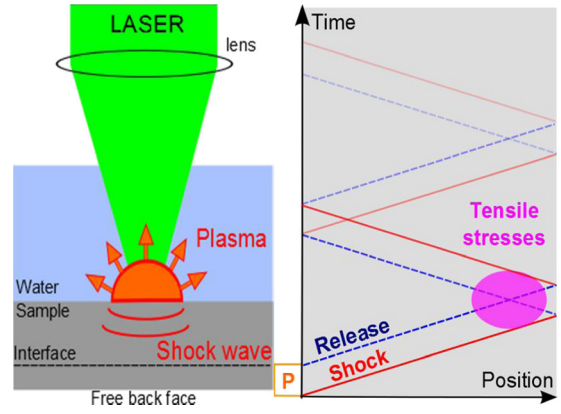 LASER
lens
Plasma
Water
Sample
Shock wave
Interface
Free back face
Time
Tensile
stresses
Release
Shock
P
Position